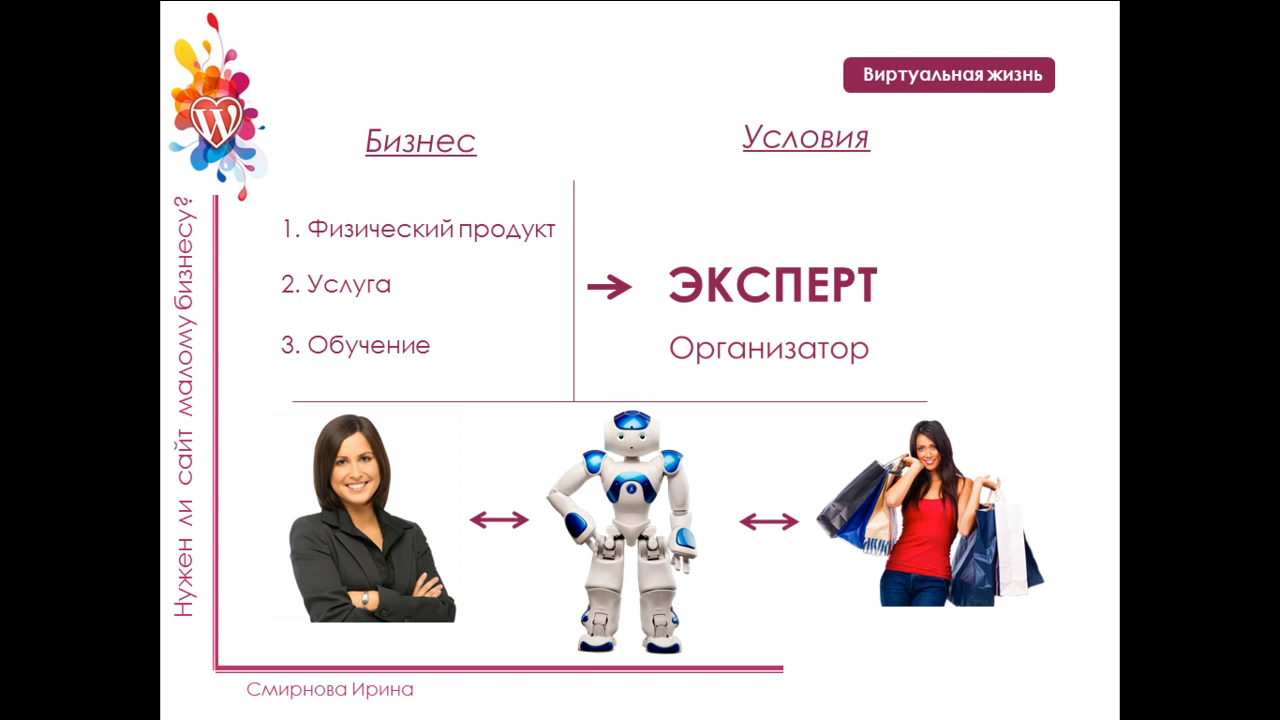 Виртуальная жизнь
Бизнес
Условия
1. Физический продукт
2. Услуга
3. Обучение
ЭКСПЕРТ
Организатор
Нужен ли сайт малому бизнесу?
Смирнова Ирина
W